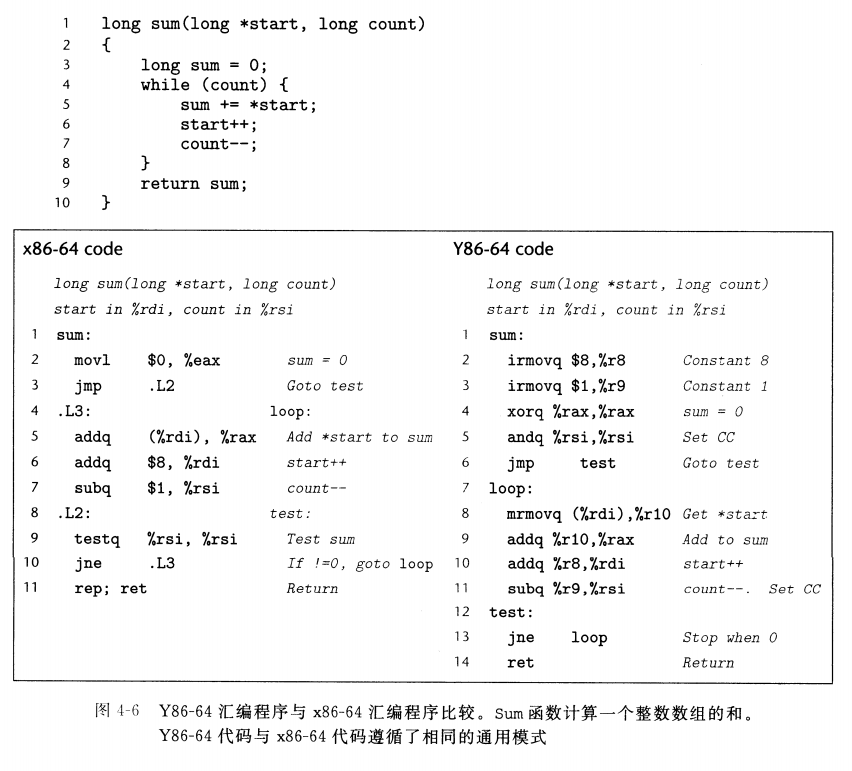 1 long sum(long *start, long count)
2 {
3 long sum = 0;
4 while (count) {
5 sum += *start;
6 start++;
7 count--;
8 }
9 return sum;
10 }
x86-64 code
long sum(long *start, long count)
start in %rdi, count in %rsi
1 sum:
2 movl $0, %eax sum = 0
3 jmp .L2 Goto test
4 .L3: loop:
5 addq (%rdi), %rax Add *start to sum
6 addq $8, %rdi start++
7 subq $1, %rsi count--
8 .L2: test:
9 testq %rsi, %rsi Test sum
10 jne .L3 If !=0, goto loop
11 rep; ret Return
Y86-64 code
long sum(long *start, long count)
start in %rdi, count in %rsi
1 sum:
2 irmovq $8,%r8 Constant 8
3 irmovq $1,%r9 Constant 1
4 xorq %rax,%rax sum = 0
5 andq %rsi,%rsi Set CC
6 jmp test Goto test
7 loop:
8 mrmovq (%rdi),%r10 Get *start
9 addq %r10,%rax Add to sum
10 addq %r8,%rdi start++
11 subq %r9,%rsi count--. Set CC
12 test:
13 jne loop Stop when 0
14 ret Return
图 4-6 Y86-64 汇编程序与 x86-64 汇编程序比较。Sum 函数计算一个整数数组的和。
Y86-64 代码与 x86-64 代码遵循了相同的通用模式